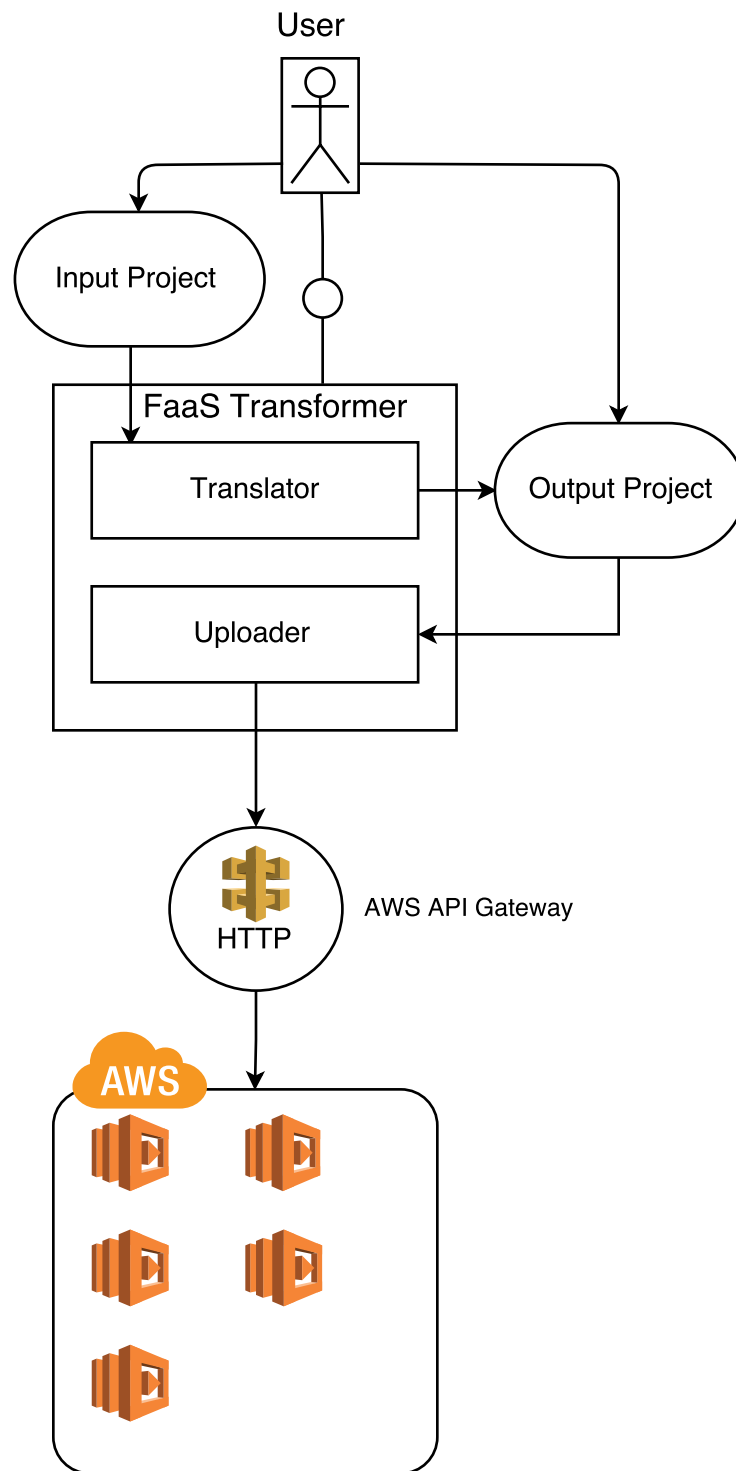 User
Input Project
FaaS Transformer
Translator
Output Project
Uploader
HTTP
AWS API Gateway
AWS